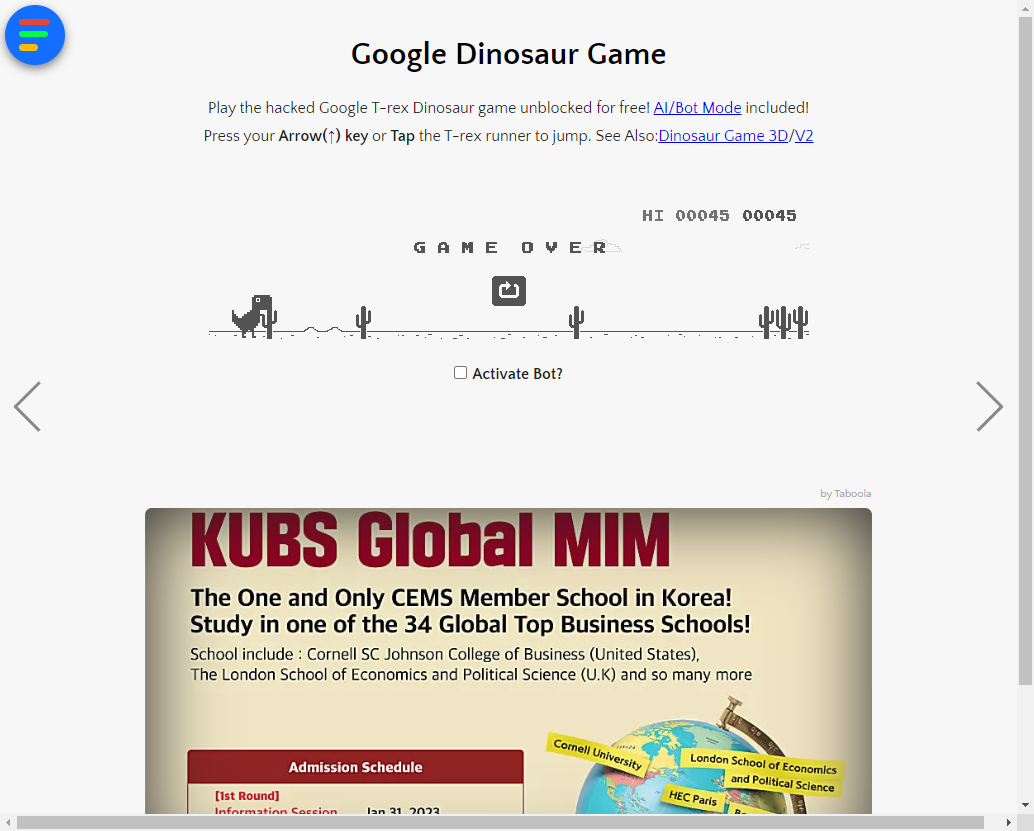 Google Dinosaur Game
Play the hacked Google T-rex Dinosaur game unblocked for free! AI/Bot Mode included!
Press your Arrow(↑) key or Tap the T-rex runner to jump. See Also:Dinosaur Game 3D/V2
HI 00045 00045
GAME OVER
Activate Bot?
by Taboola
KUBS Global MIM
The One and Only CEMS Member School in Korea!
Study in one of the 34 Global Top Business Schools!
School include : Cornell SC Johnson College of Business (United States),
The London School of Economics and Political Science (U.K) and so many more
Cornell University
London School of Economics
and Political Science
HEC Paris
Admission Schedule
[1st Round]
Information Session Jan 31, 2023